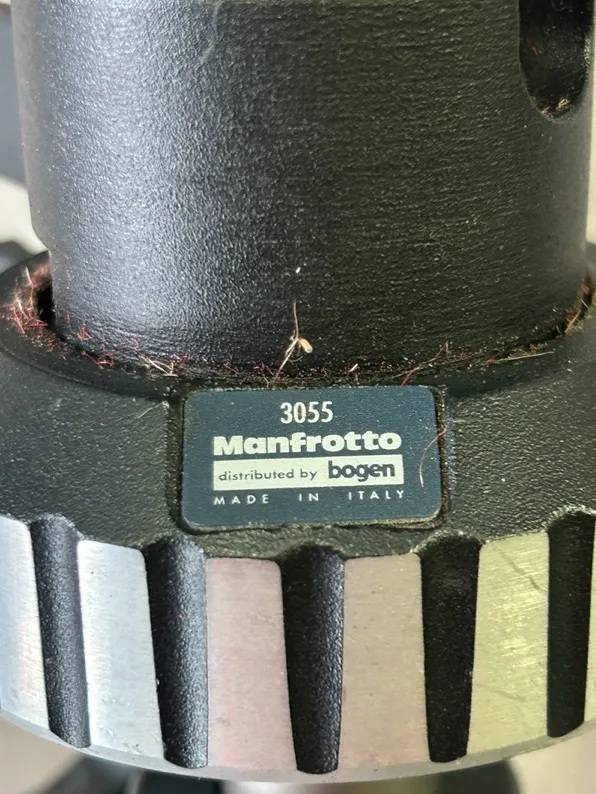 3055
Manfrotto
distributed by bogen
MADE IN ITALY